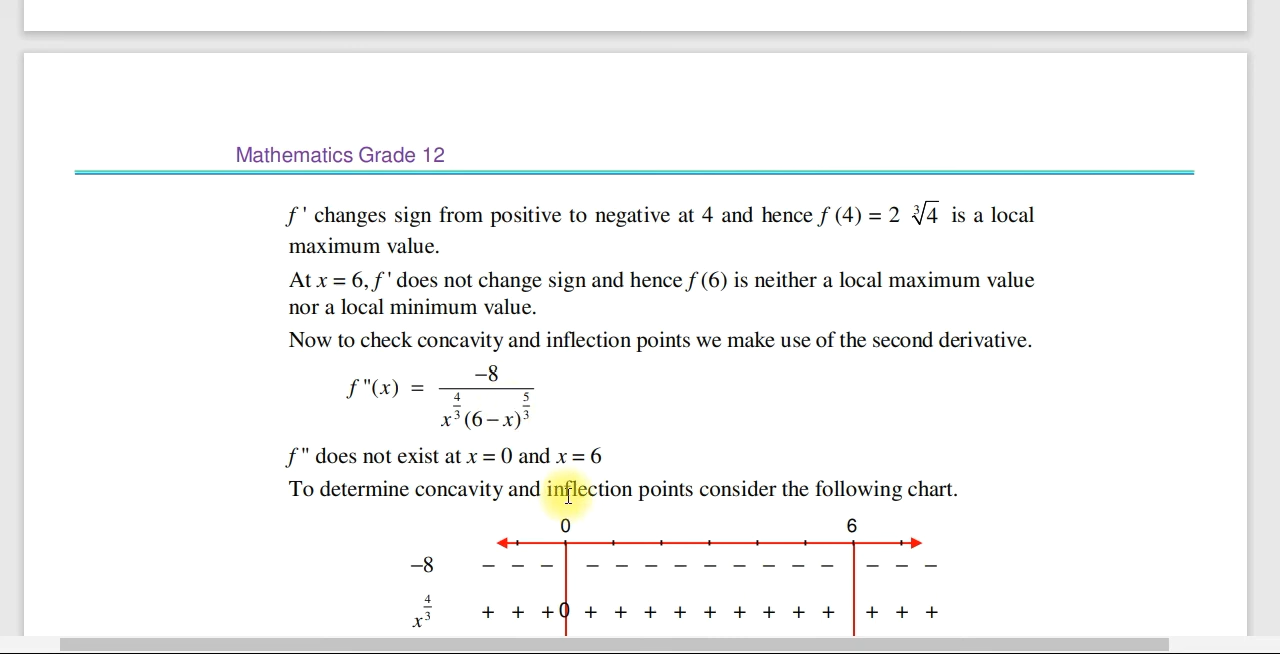 Mathematics Grade 12
f ' changes sign from positive to negative at 4 and hence f (4) = 2 ∛4 is a local
maximum value.
At x = 6, f ' does not change sign and hence f (6) is neither a local maximum value
nor a local minimum value.
Now to check concavity and inflection points we make use of the second derivative.
f "(x) = –8 / (x^(4/3) (6 – x)^(5/3))
f " does not exist at x = 0 and x = 6
To determine concavity and inflection points consider the following chart.
0 6
–8 – – – – – – – – – – – – – – –
x^(4/3) + + + 0 + + + + + + + + + + + +